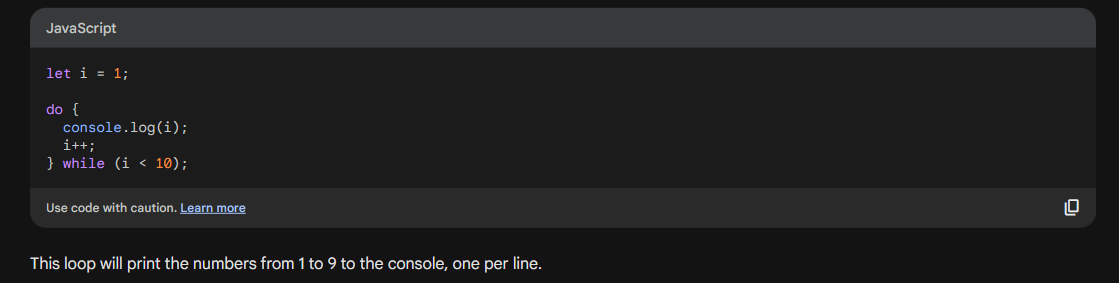 JavaScript
let i = 1;
do {
  console.log(i);
  i++;
} while (i < 10);
Use code with caution. Learn more
This loop will print the numbers from 1 to 9 to the console, one per line.